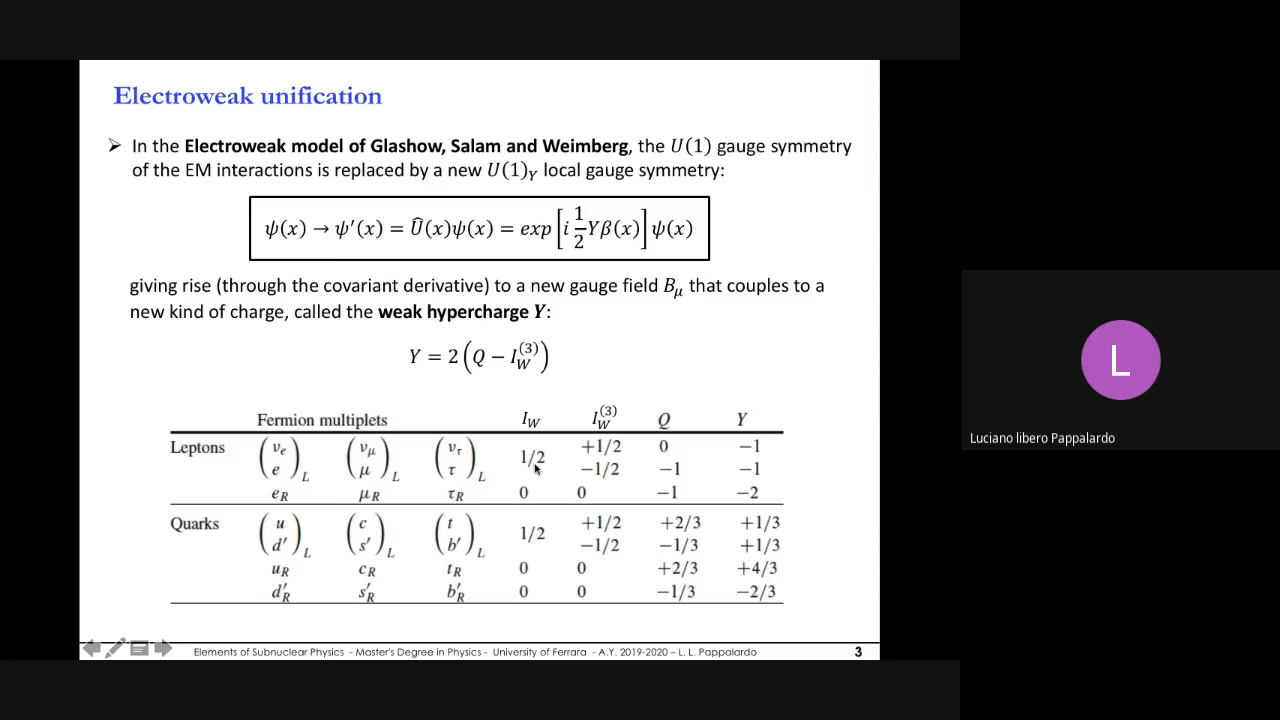 Electroweak unification
➢ In the Electroweak model of Glashow, Salam and Weimberg, the U(1) gauge symmetry
of the EM interactions is replaced by a new U(1)_Y local gauge symmetry:
ψ(x) → ψ′(x) = Û(x)ψ(x) = exp[i 1/2 Yβ(x)] ψ(x)
giving rise (through the covariant derivative) to a new gauge field B_μ that couples to a
new kind of charge, called the weak hypercharge Y:
Y = 2(Q − I_W^(3))
Fermion multiplets I_W I_W^(3) Q Y
Leptons (ν_e e)_L (ν_μ μ)_L (ν_τ τ)_L 1/2 +1/2 0 −1
−1/2 −1 −1
e_R μ_R τ_R 0 0 −1 −2
Quarks (u d′)_L (c s′)_L (t b′)_L 1/2 +1/2 +2/3 +1/3
−1/2 −1/3 +1/3
u_R c_R t_R 0 0 +2/3 +4/3
d′_R s′_R b′_R 0 0 −1/3 −2/3
Elements of Subnuclear Physics - Master's Degree in Physics - University of Ferrara - A.Y. 2019-2020 – L. L. Pappalardo 3
L
Luciano libero Pappalardo